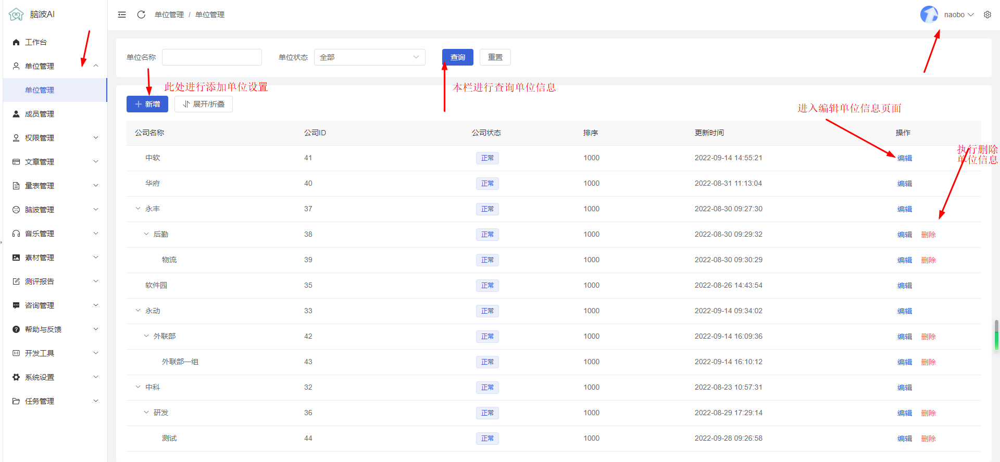 脑波AI
单位管理 / 单位管理
naobo
工作台
单位管理
单位管理
成员管理
权限管理
文章管理
量表管理
脑波管理
音乐管理
素材管理
测评报告
咨询管理
帮助与反馈
开发工具
系统设置
任务管理
单位名称 单位状态 全部 查询 重置
此处进行添加单位设置
本栏进行查询单位信息
新增 展开/折叠
进入编辑单位信息页面
执行删除
单位信息
公司名称 公司ID 公司状态 排序 更新时间 操作
中软 41 正常 1000 2022-09-14 14:55:21 编辑
华府 40 正常 1000 2022-08-31 11:13:04 编辑
永丰 37 正常 1000 2022-08-30 09:27:30 编辑
后勤 38 正常 1000 2022-08-30 09:29:32 编辑 删除
物流 39 正常 1000 2022-08-30 09:30:29 编辑 删除
软件园 35 正常 1000 2022-08-26 14:43:54 编辑
永动 33 正常 1000 2022-09-14 09:34:02 编辑
外联部 42 正常 1000 2022-09-14 16:09:36 编辑 删除
外联部一组 43 正常 1000 2022-09-14 16:10:12 编辑 删除
中科 32 正常 1000 2022-08-23 10:57:31 编辑
研发 36 正常 1000 2022-08-29 17:29:14 编辑 删除
测试 44 正常 1000 2022-09-28 09:26:58 编辑 删除